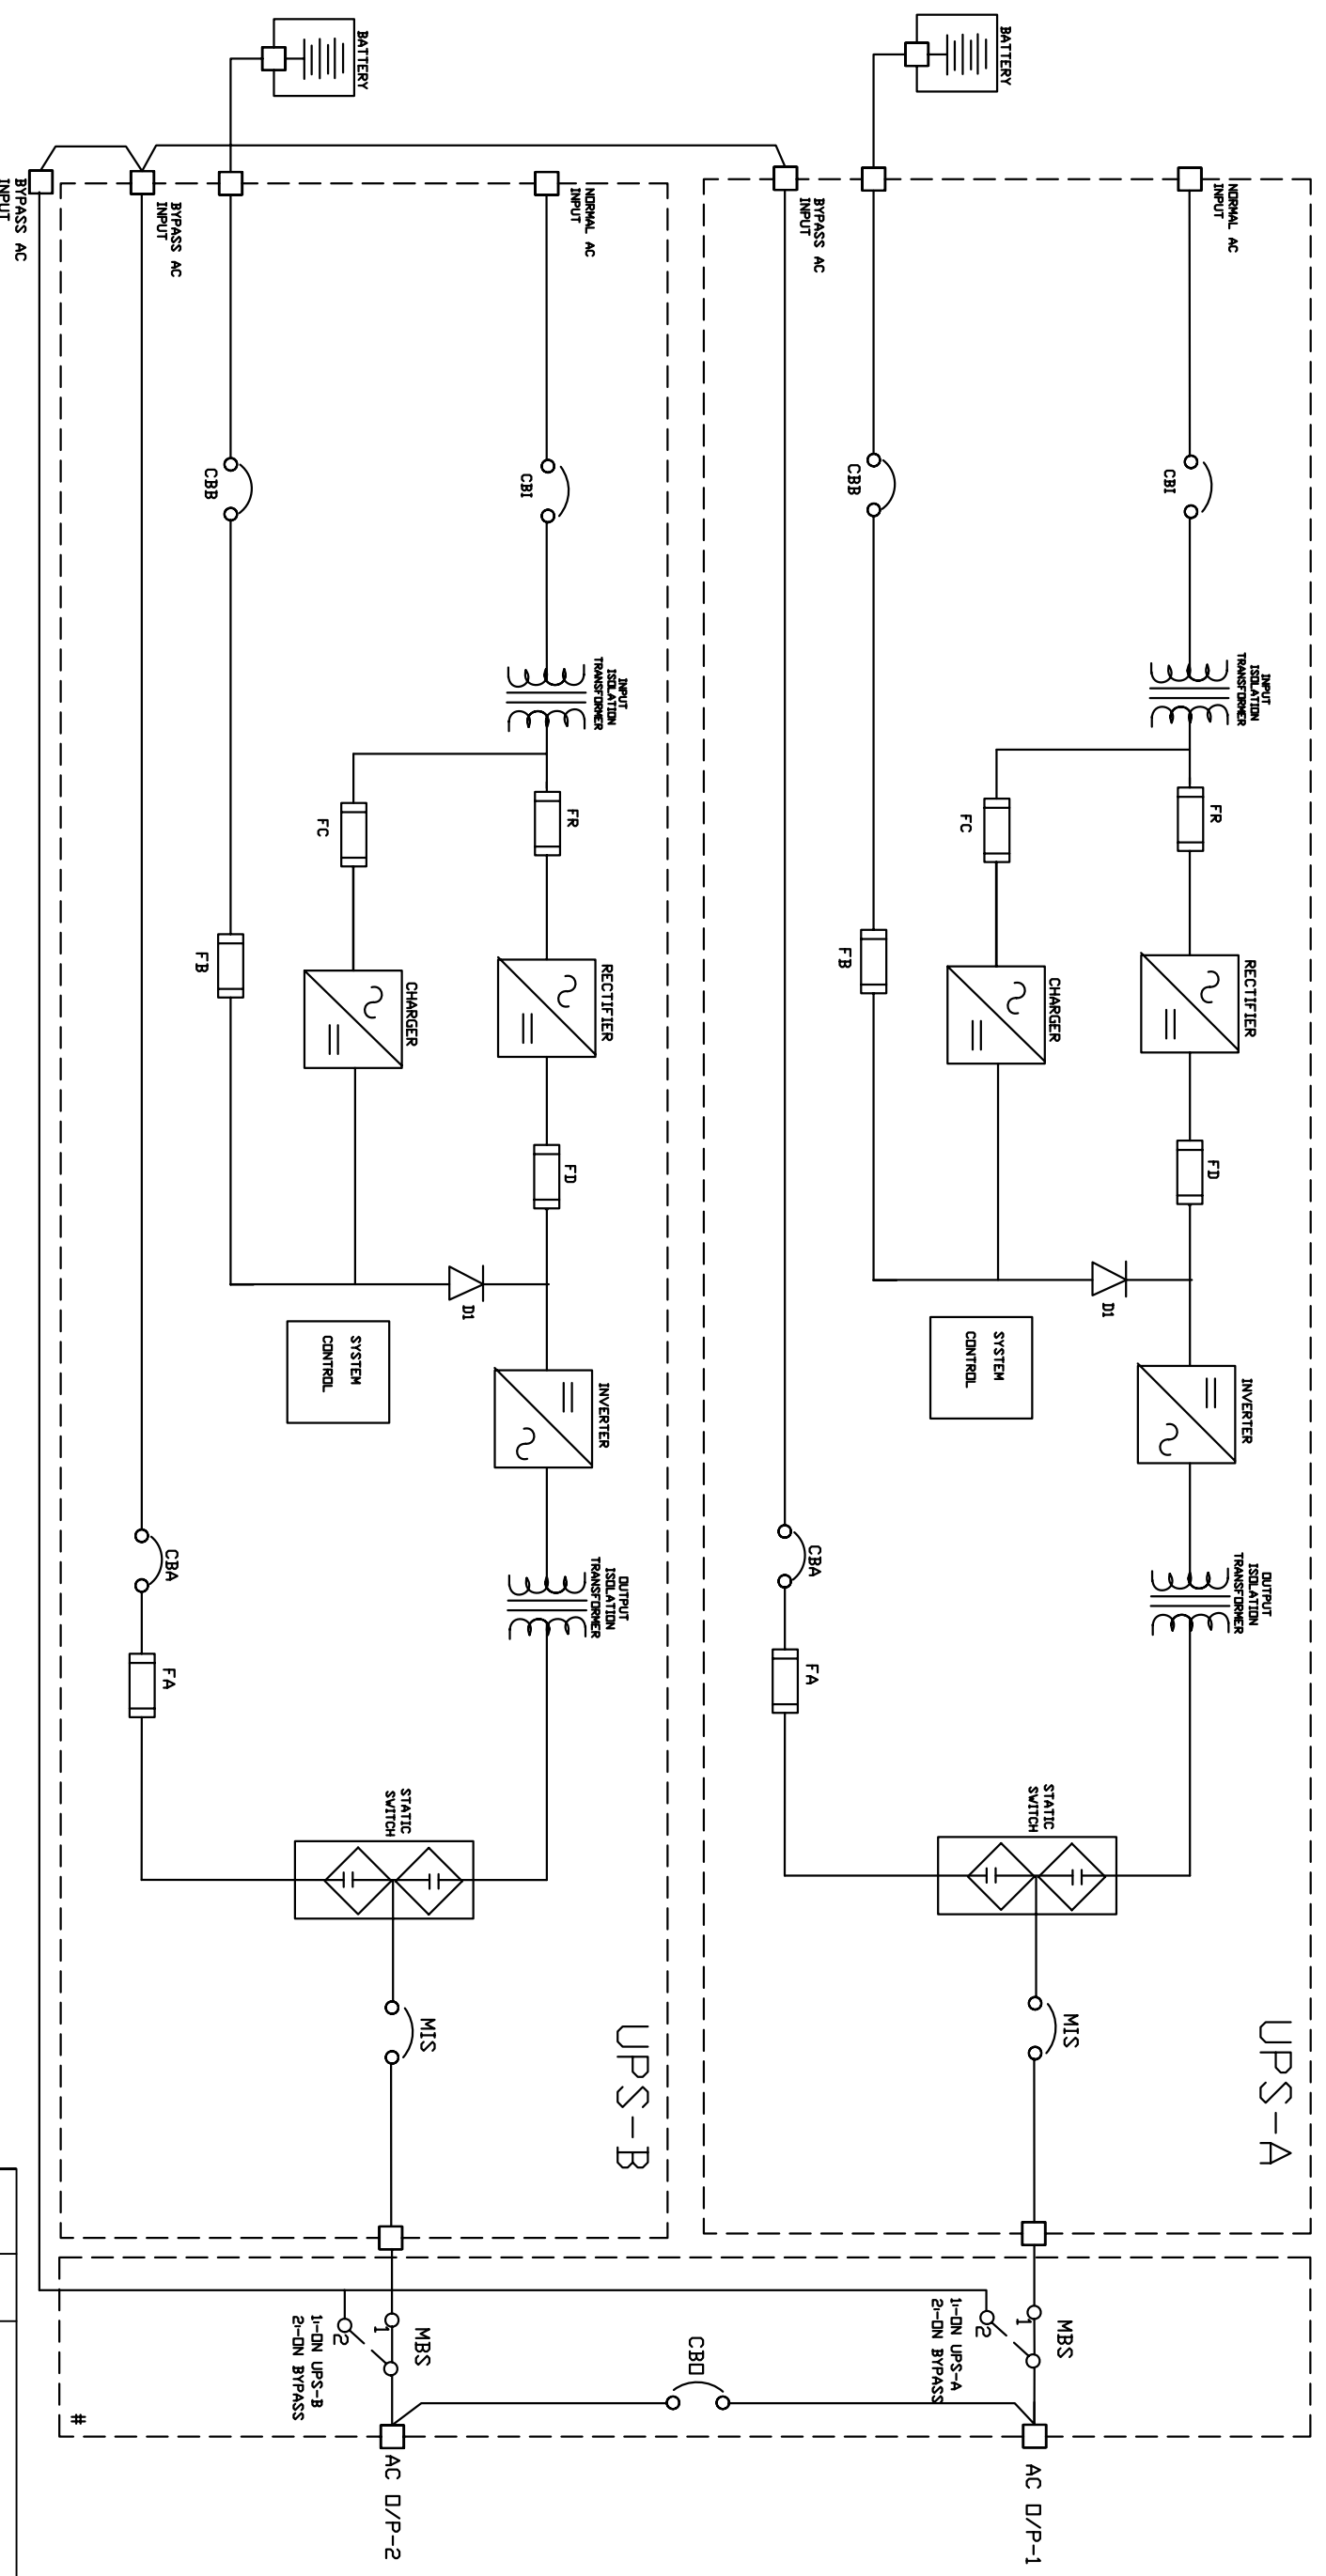 UPS-A
NORMAL AC
INPUT
CBI
INPUT
ISOLATION
TRANSFORMER
FR
RECTIFIER
FD
INVERTER
OUTPUT
ISOLATION
TRANSFORMER
BATTERY
FC
CHARGER
D1
SYSTEM
CONTROL
STATIC
SWITCH
MIS
MBS
1
2
1:-ON UPS-A
2:-ON BYPASS
AC O/P-1
CBB
FB
BYPASS AC
INPUT
CBA
FA
CBO
UPS-B
NORMAL AC
INPUT
CBI
INPUT
ISOLATION
TRANSFORMER
FR
RECTIFIER
FD
INVERTER
OUTPUT
ISOLATION
TRANSFORMER
BATTERY
FC
CHARGER
D1
SYSTEM
CONTROL
STATIC
SWITCH
MIS
MBS
1
2
1:-ON UPS-B
2:-ON BYPASS
AC O/P-2
CBB
FB
BYPASS AC
INPUT
CBA
FA
#
BYPASS AC
INPUT